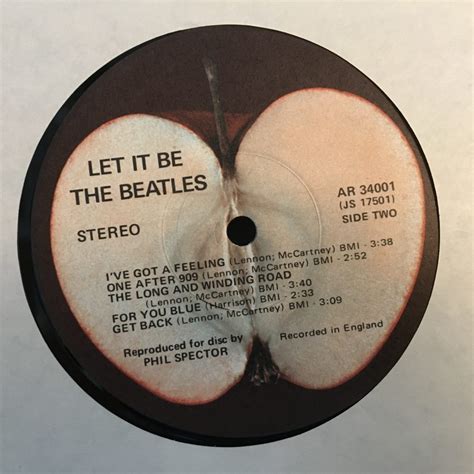 LET IT BE
THE BEATLES
AR 34001
(JS 17501)
SIDE TWO
STEREO
I'VE GOT A FEELING (Lennon; McCartney) BMI - 3:38
ONE AFTER 909 (Lennon; McCartney) BMI - 2:52
THE LONG AND WINDING ROAD
(Lennon; McCartney) BMI - 3:40
FOR YOU BLUE (Harrison) BMI - 2:33
GET BACK (Lennon; McCartney) BMI - 3:09
Reproduced for disc by
PHIL SPECTOR
Recorded in England